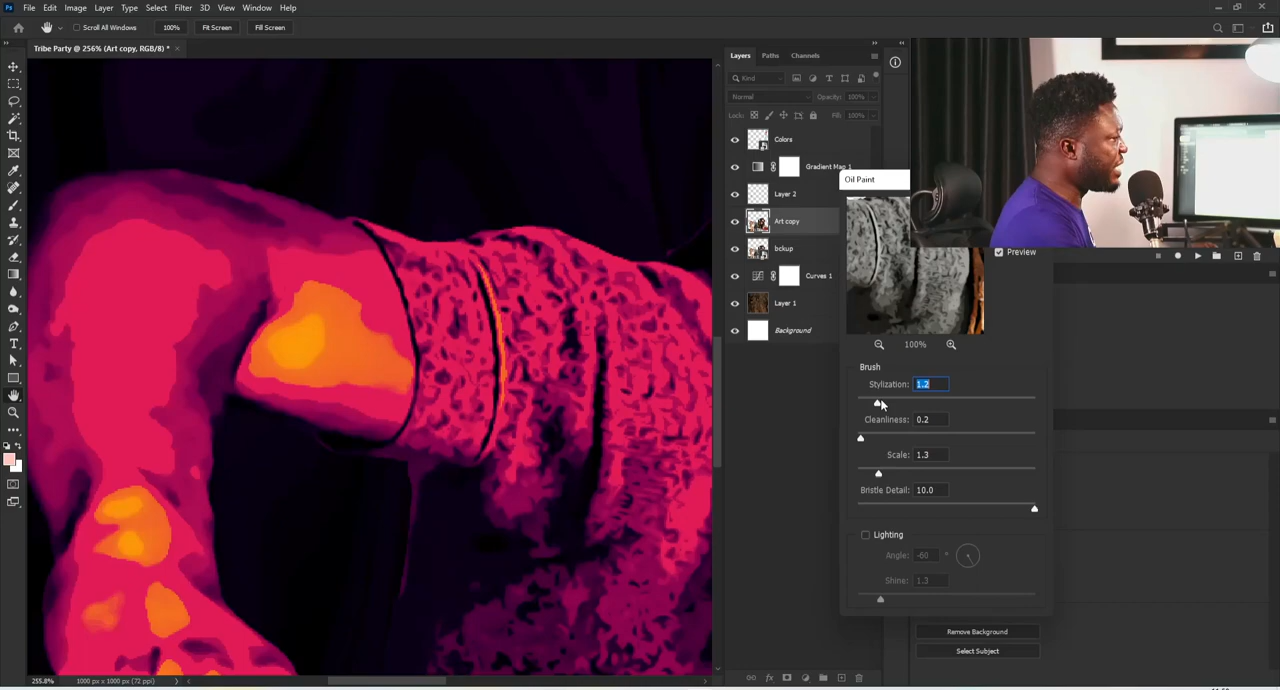 Ps File Edit Image Layer Type Select Filter 3D View Window Help
Scroll All Windows 100% Fit Screen Fill Screen
Tribe Party @ 256% (Art copy, RGB/8) * ×
Layers Paths Channels
Kind
Normal Opacity: 100%
Lock: Fill: 100%
Colors
Gradient Map 1
Layer 2
Art copy
bckup
Curves 1
Layer 1
Background
Oil Paint
Preview
100%
Brush
Stylization: 1.2
Cleanliness: 0.2
Scale: 1.3
Bristle Detail: 10.0
Lighting
Angle: -60 °
Shine: 1.3
Remove Background
Select Subject
255.8% 1000 px x 1000 px (72 ppi)